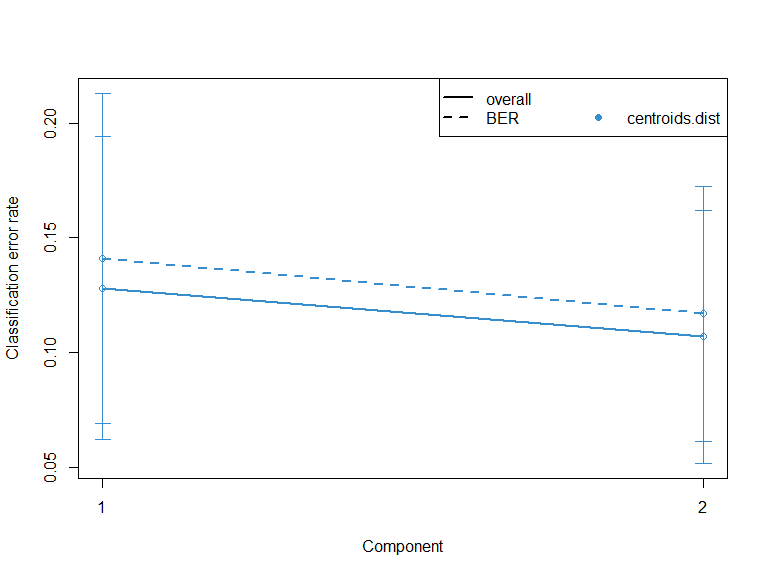 overall
BER
centroids.dist
Classification error rate
0.20
0.15
0.10
0.05
1
2
Component